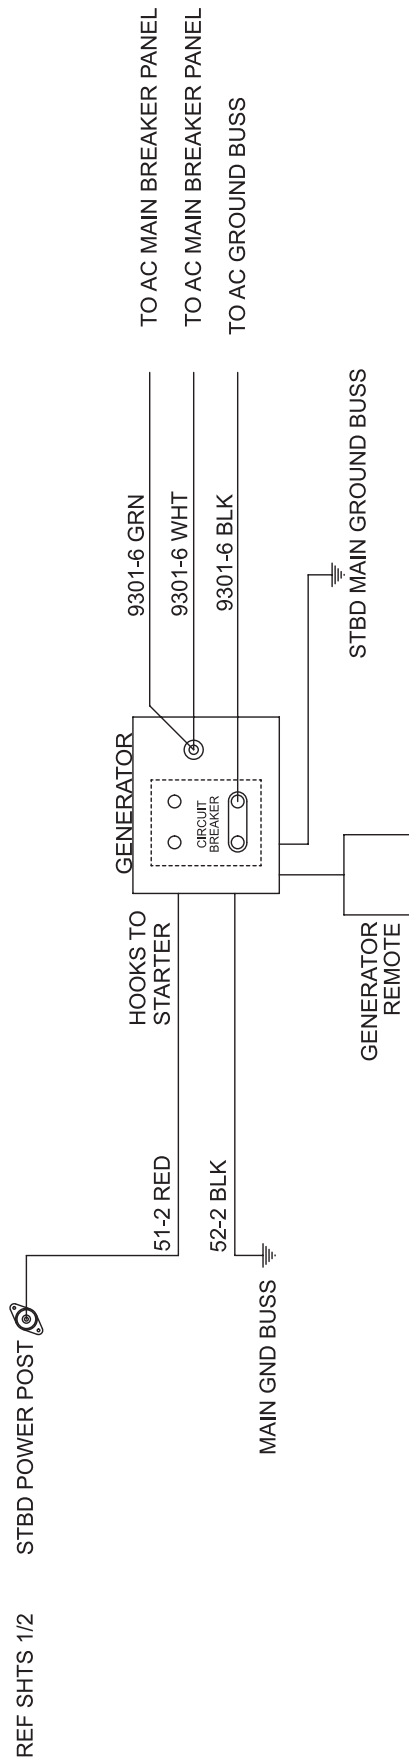 REF SHTS 1/2
STBD POWER POST
51-2 RED
52-2 BLK
MAIN GND BUSS
HOOKS TO
STARTER
GENERATOR
CIRCUIT
BREAKER
GENERATOR
REMOTE
9301-6 GRN
9301-6 WHT
9301-6 BLK
STBD MAIN GROUND BUSS
TO AC MAIN BREAKER PANEL
TO AC MAIN BREAKER PANEL
TO AC GROUND BUSS